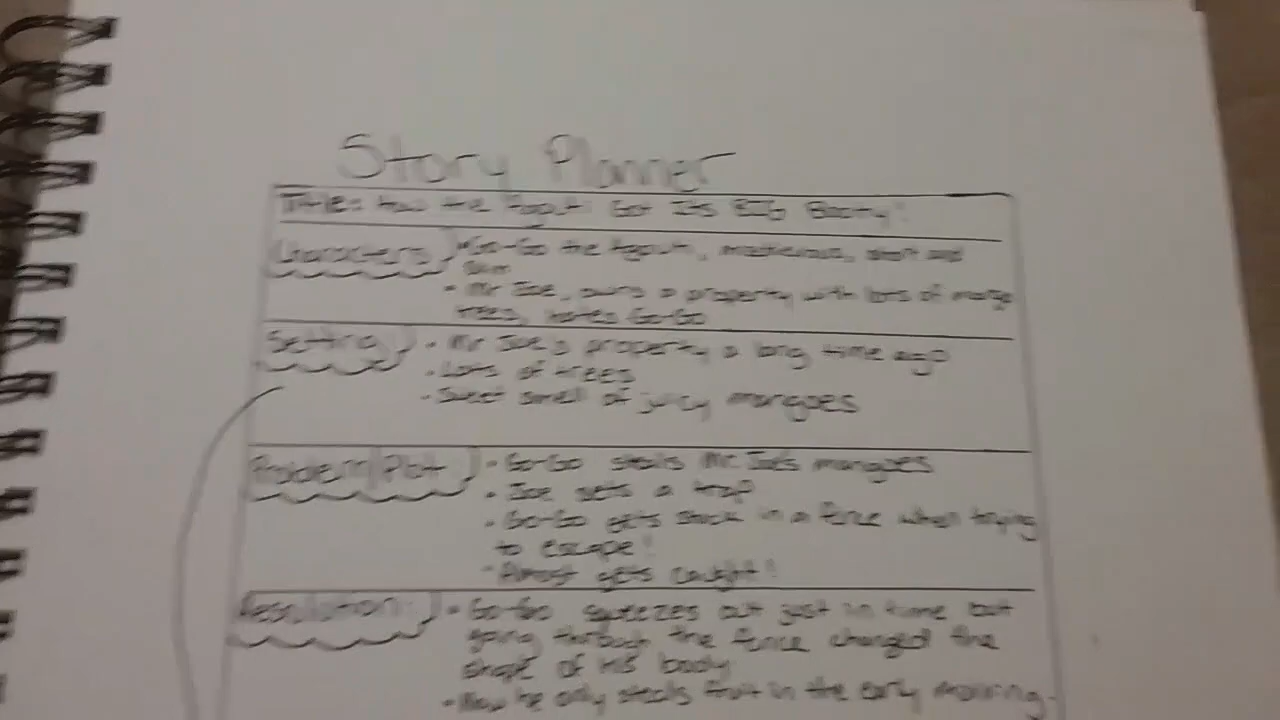 Story Planner
Title: How the Agouti Got Its BIG Booty!
Characters
• Go-Go the Agouti, mischievous, short and
slim
• Mr Joe, owns a property with lots of mango
trees, hates Go-Go
Setting
• Mr Joe's property a long time ago
• Lots of trees
• Sweet smell of juicy mangoes
Problem/Plot
• Go-Go steals Mr. Joe's mangoes
• Joe sets a trap
• Go-Go gets stuck in a fence when trying
to escape!
• Almost gets caught!
Resolution:
• Go-Go squeezes out just in time but
going through the fence changed the
shape of his body
• Now he only steals fruit in the early morning.